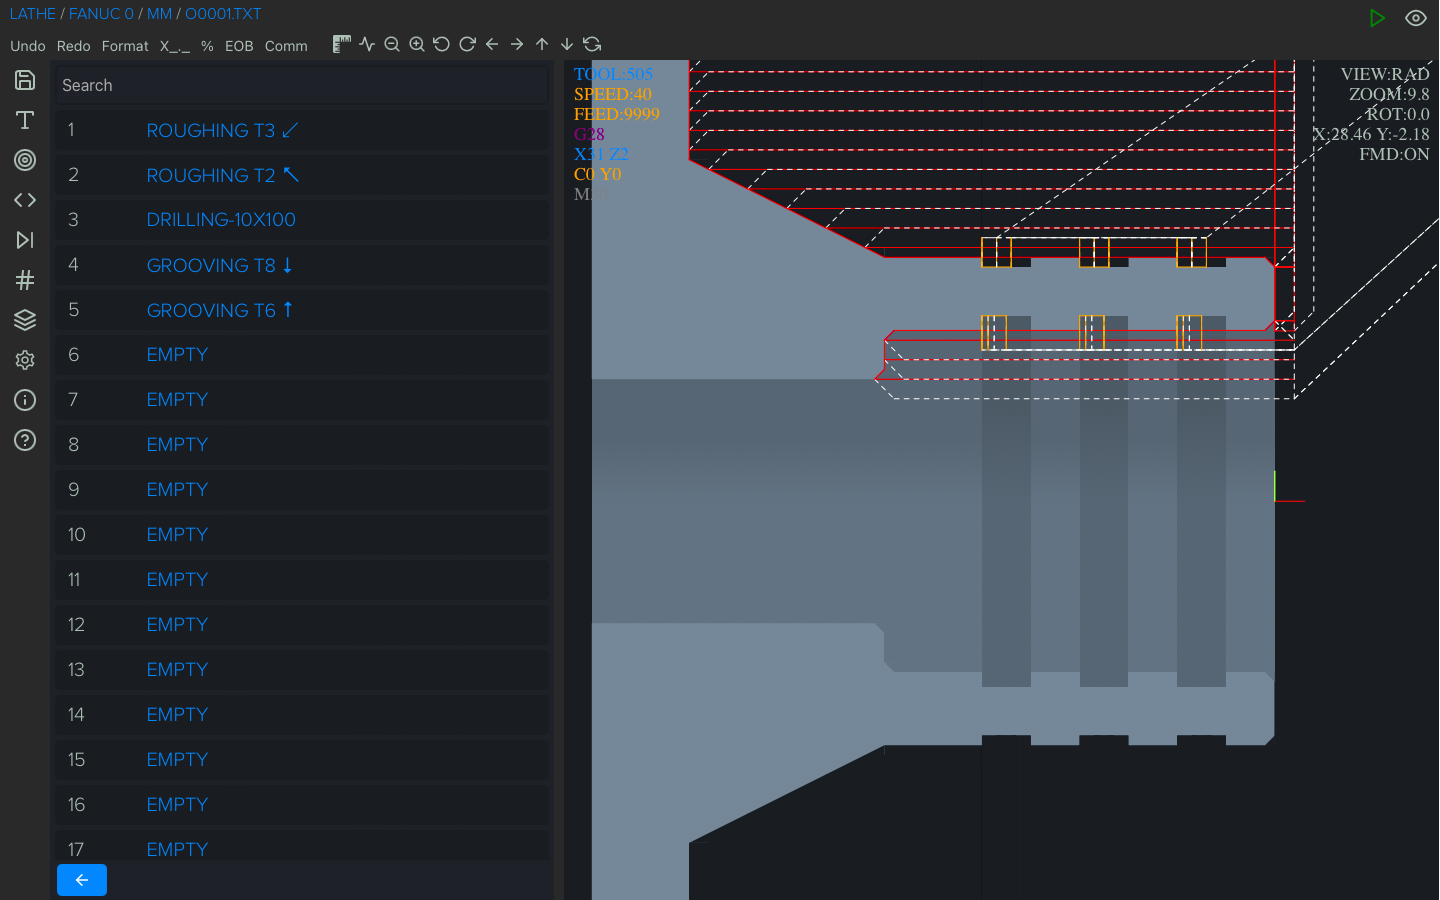 LATHE / FANUC 0 / MM / O0001.TXT
Undo Redo Format X_._ % EOB Comm
Search
1 ROUGHING T3 ↙
2 ROUGHING T2 ↖
3 DRILLING-10X100
4 GROOVING T8 ↓
5 GROOVING T6 ↑
6 EMPTY
7 EMPTY
8 EMPTY
9 EMPTY
10 EMPTY
11 EMPTY
12 EMPTY
13 EMPTY
14 EMPTY
15 EMPTY
16 EMPTY
17 EMPTY
TOOL:505
SPEED:40
FEED:9999
G28
X31 Z2
C0 Y0
VIEW:RAD
ZOOM:9.8
ROT:0.0
X:28.46 Y:-2.18
FMD:ON